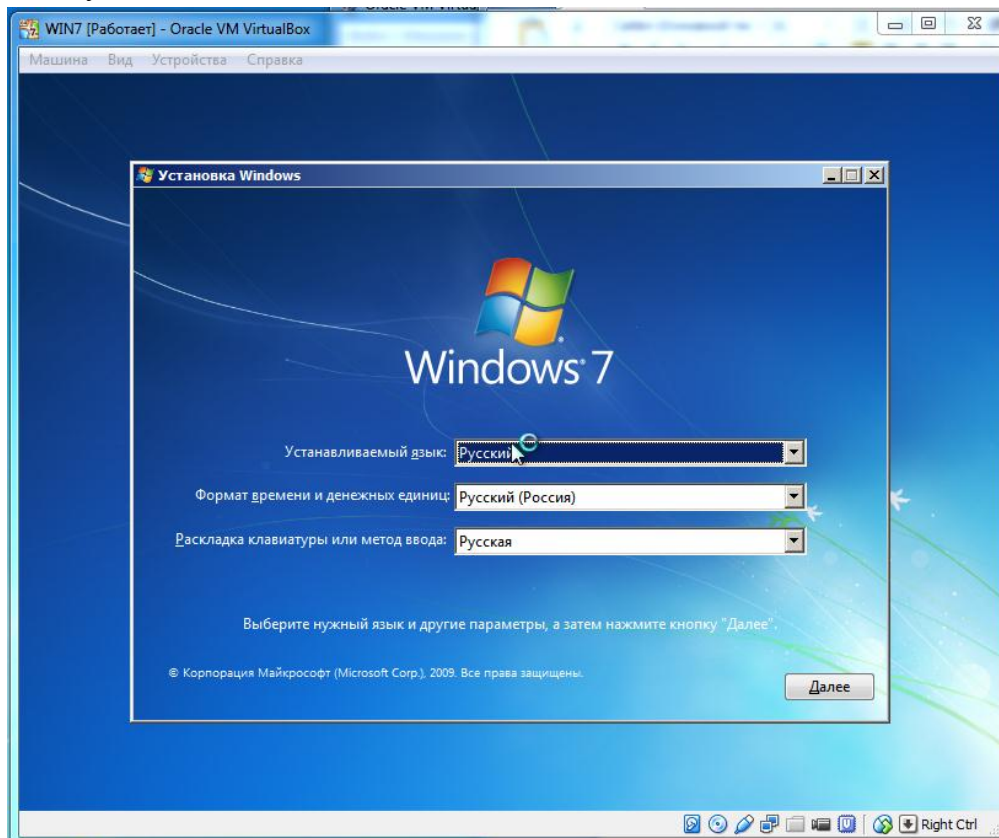 WIN7 [Работает] - Oracle VM VirtualBox
Машина Вид Устройства Справка
Установка Windows
Windows 7
Устанавливаемый язык: Русский
Формат времени и денежных единиц: Русский (Россия)
Раскладка клавиатуры или метод ввода: Русская
Выберите нужный язык и другие параметры, а затем нажмите кнопку "Далее".
© Корпорация Майкрософт (Microsoft Corp.), 2009. Все права защищены.
Далее
Right Ctrl